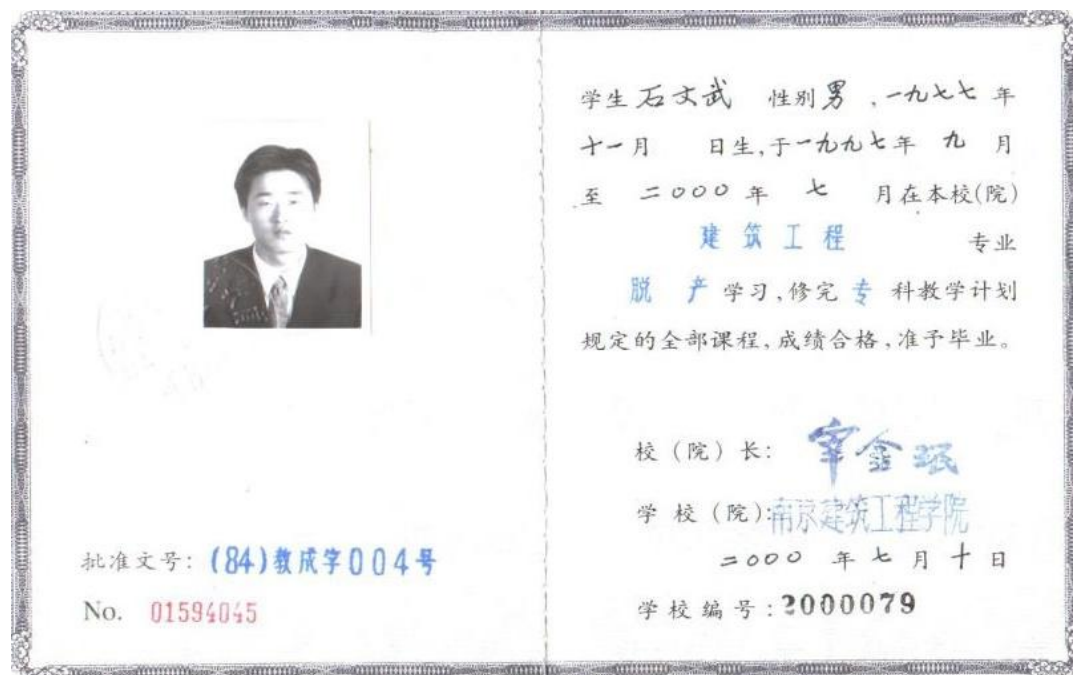 批准文号：(84)教成字004号
No. 01594045
学生石文武 性别男，一九七七年
十一月 日生，于一九九七年 九 月
至 二000年 七 月在本校(院)
建筑工程 专业
脱产学习，修完专科教学计划
规定的全部课程，成绩合格，准予毕业。
校（院）长：宰金珉
学校（院）：南京建筑工程学院
二000年七月十日
学校编号：2000079